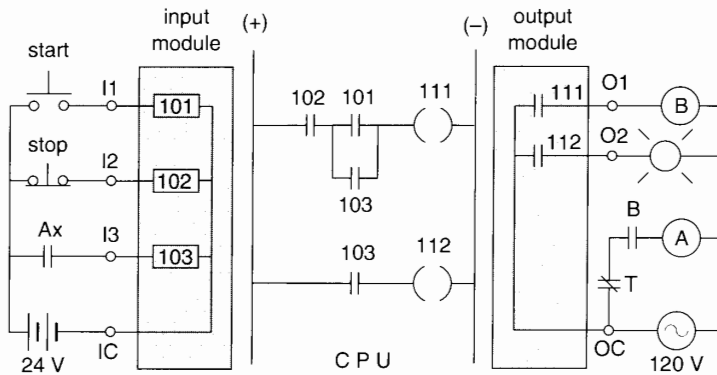 input
module
(+)
(–)
output
module
start
I1
101
stop
I2
102
Ax
I3
103
24 V
IC
102
101
111
103
103
112
C P U
111
O1
B
112
O2
B
A
T
OC
120 V